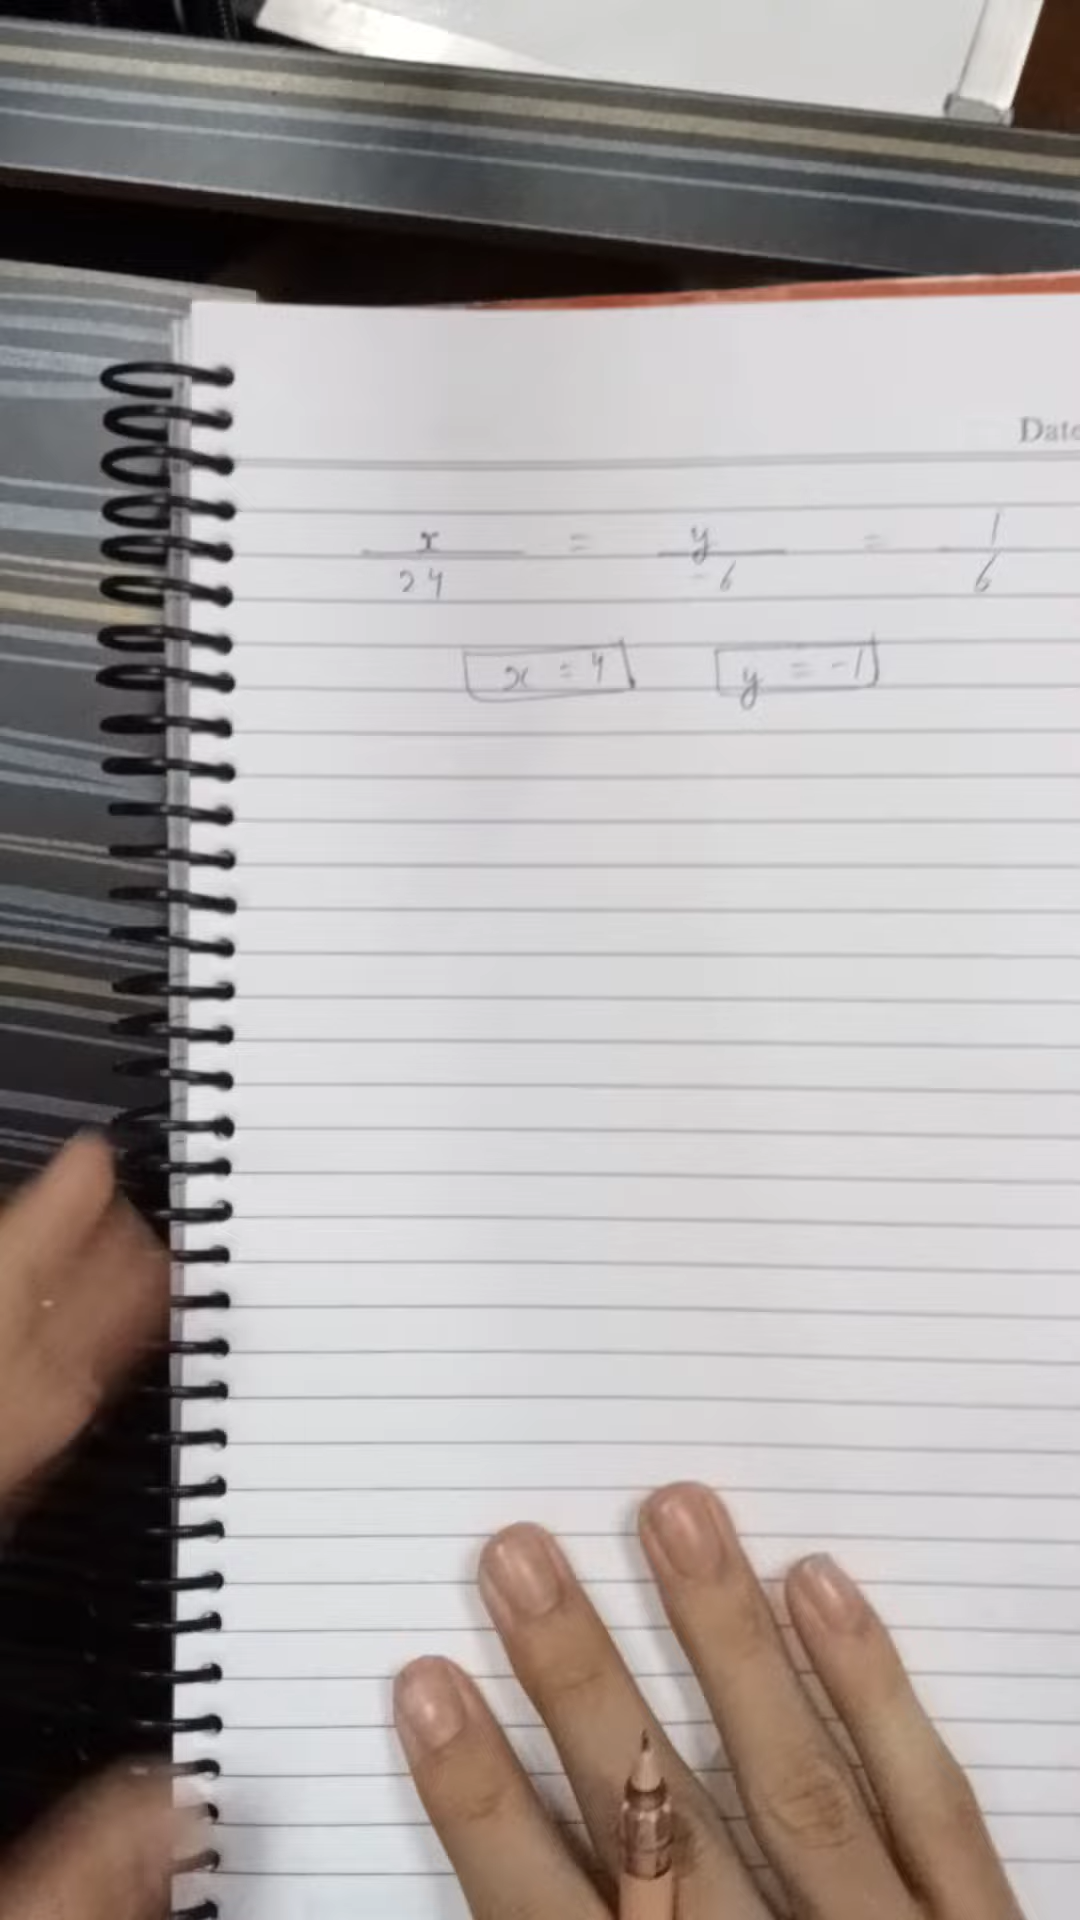 Date
x/24 = y/-6 = 1/6
x = 4 y = -1